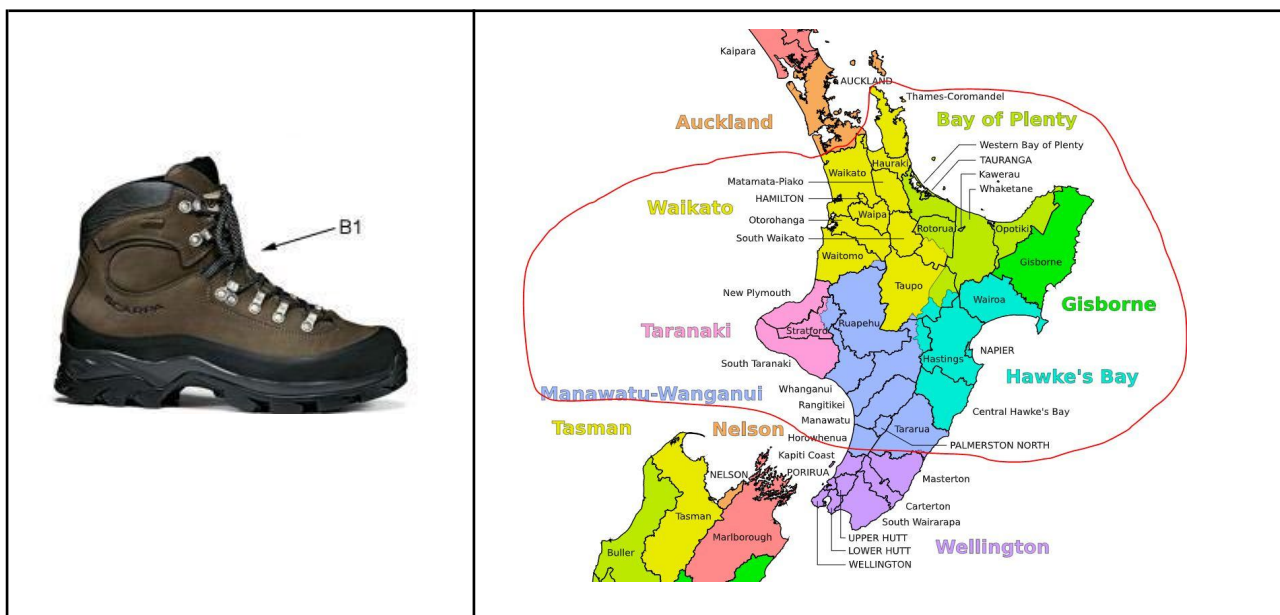 B1
SCARPA
Kaipara
AUCKLAND
Thames-Coromandel
Auckland
Bay of Plenty
Western Bay of Plenty
TAURANGA
Kawerau
Whaketane
Hauraki
Waikato
Matamata-Piako
HAMILTON
Waikato
Waipa
Otorohanga
Rotorua
Opotiki
South Waikato
Waitomo
Gisborne
Taupo
New Plymouth
Wairoa
Gisborne
Taranaki
Stratford
Ruapehu
NAPIER
South Taranaki
Hastings
Hawke's Bay
Whanganui
Manawatu-Wanganui
Rangitikei
Central Hawke's Bay
Manawatu
Tasman
Nelson
Tararua
Horowhenua
PALMERSTON NORTH
Kapiti Coast
NELSON
PORIRUA
Masterton
Carterton
Tasman
South Wairarapa
Marlborough
UPPER HUTT
Wellington
Buller
LOWER HUTT
WELLINGTON